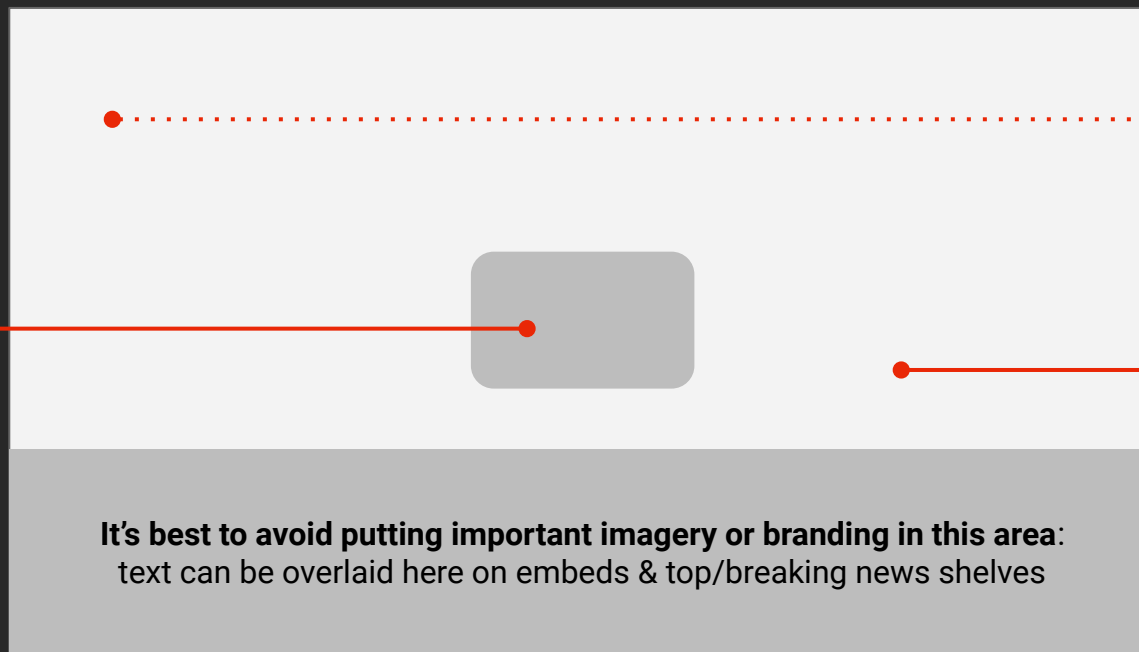 It’s best to avoid putting important imagery or branding in this area:
text can be overlaid here on embeds & top/breaking news shelves